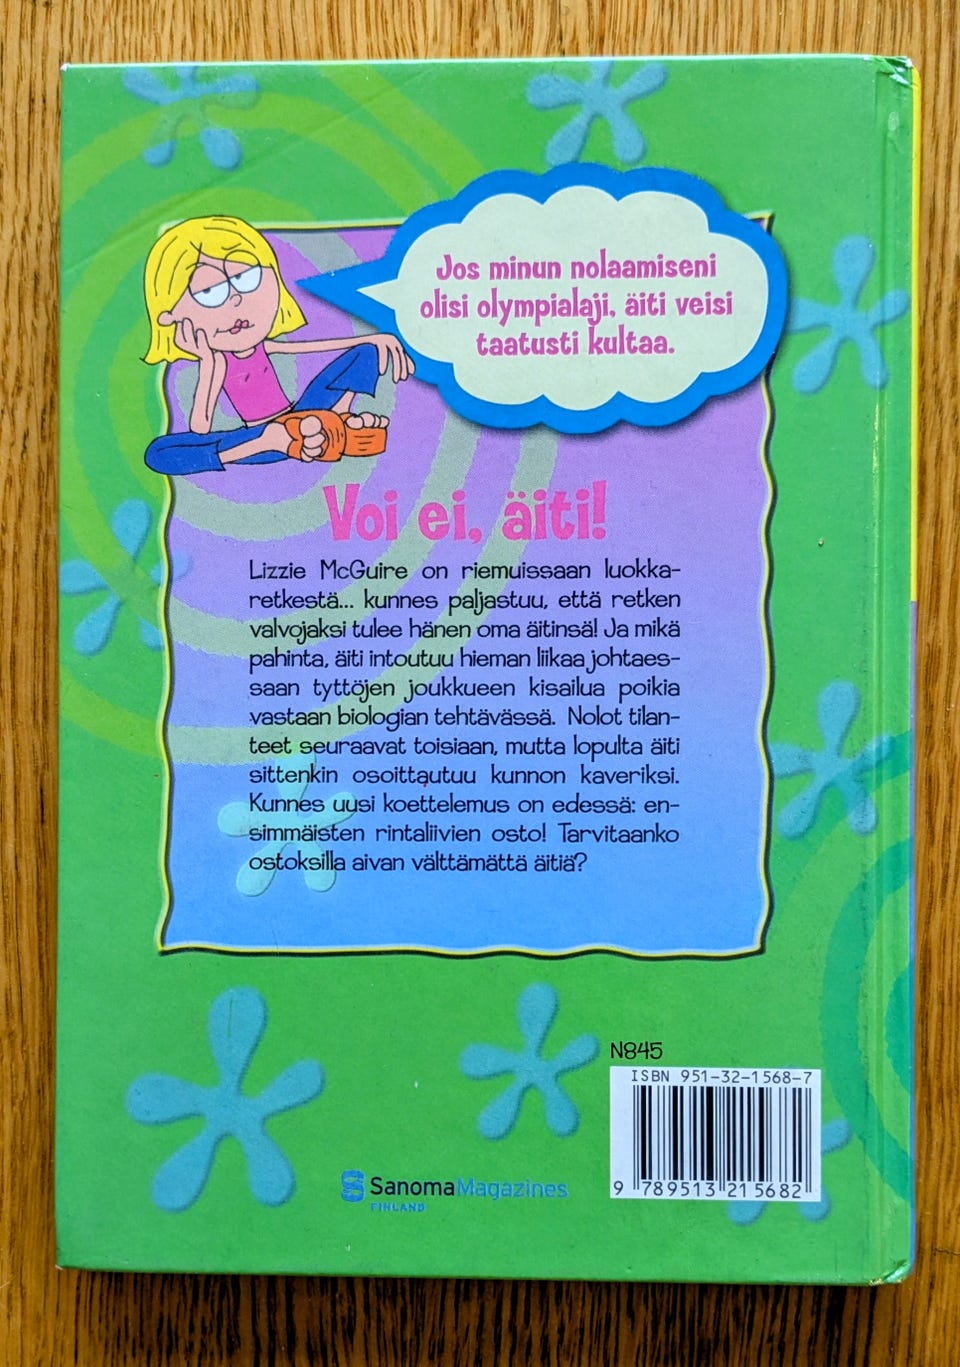 Jos minun nolaamiseni
olisi olympialaji, äiti veisi
taatusti kultaa.
Voi ei, äiti!
Lizzie McGuire on riemuissaan luokka-
retkestä... kunnes paljastuu, että retken
valvojaksi tulee hänen oma äitinsä! Ja mikä
pahinta, äiti intoutuu hieman liikaa johtaes-
saan tyttöjen joukkueen kisailua poikia
vastaan biologian tehtävässä. Nolot tilan-
teet seuraavat toisiaan, mutta lopulta äiti
sittenkin osoittautuu kunnon kaveriksi.
Kunnes uusi koettelemus on edessä: en-
simmäisten rintaliivien osto! Tarvitaanko
ostoksilla aivan välttämättä äitiä?
N845
ISBN 951-32-1568-7
9 789513 215682
SanomaMagazines
FINLAND